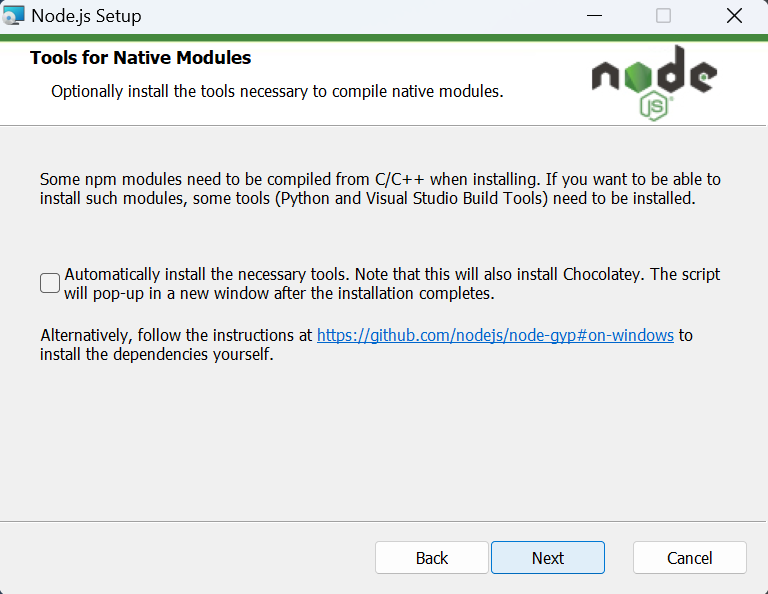 Node.js Setup
Tools for Native Modules
Optionally install the tools necessary to compile native modules.
node
JS
Some npm modules need to be compiled from C/C++ when installing. If you want to be able to
install such modules, some tools (Python and Visual Studio Build Tools) need to be installed.
Automatically install the necessary tools. Note that this will also install Chocolatey. The script
will pop-up in a new window after the installation completes.
Alternatively, follow the instructions at https://github.com/nodejs/node-gyp#on-windows to
install the dependencies yourself.
Back
Next
Cancel